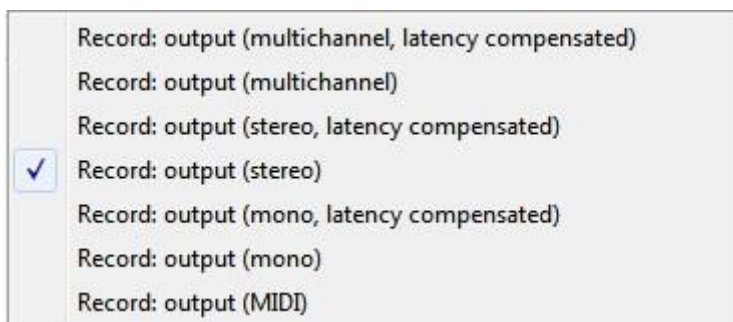 Record: output (multichannel, latency compensated)
Record: output (multichannel)
Record: output (stereo, latency compensated)
Record: output (stereo)
Record: output (mono, latency compensated)
Record: output (mono)
Record: output (MIDI)